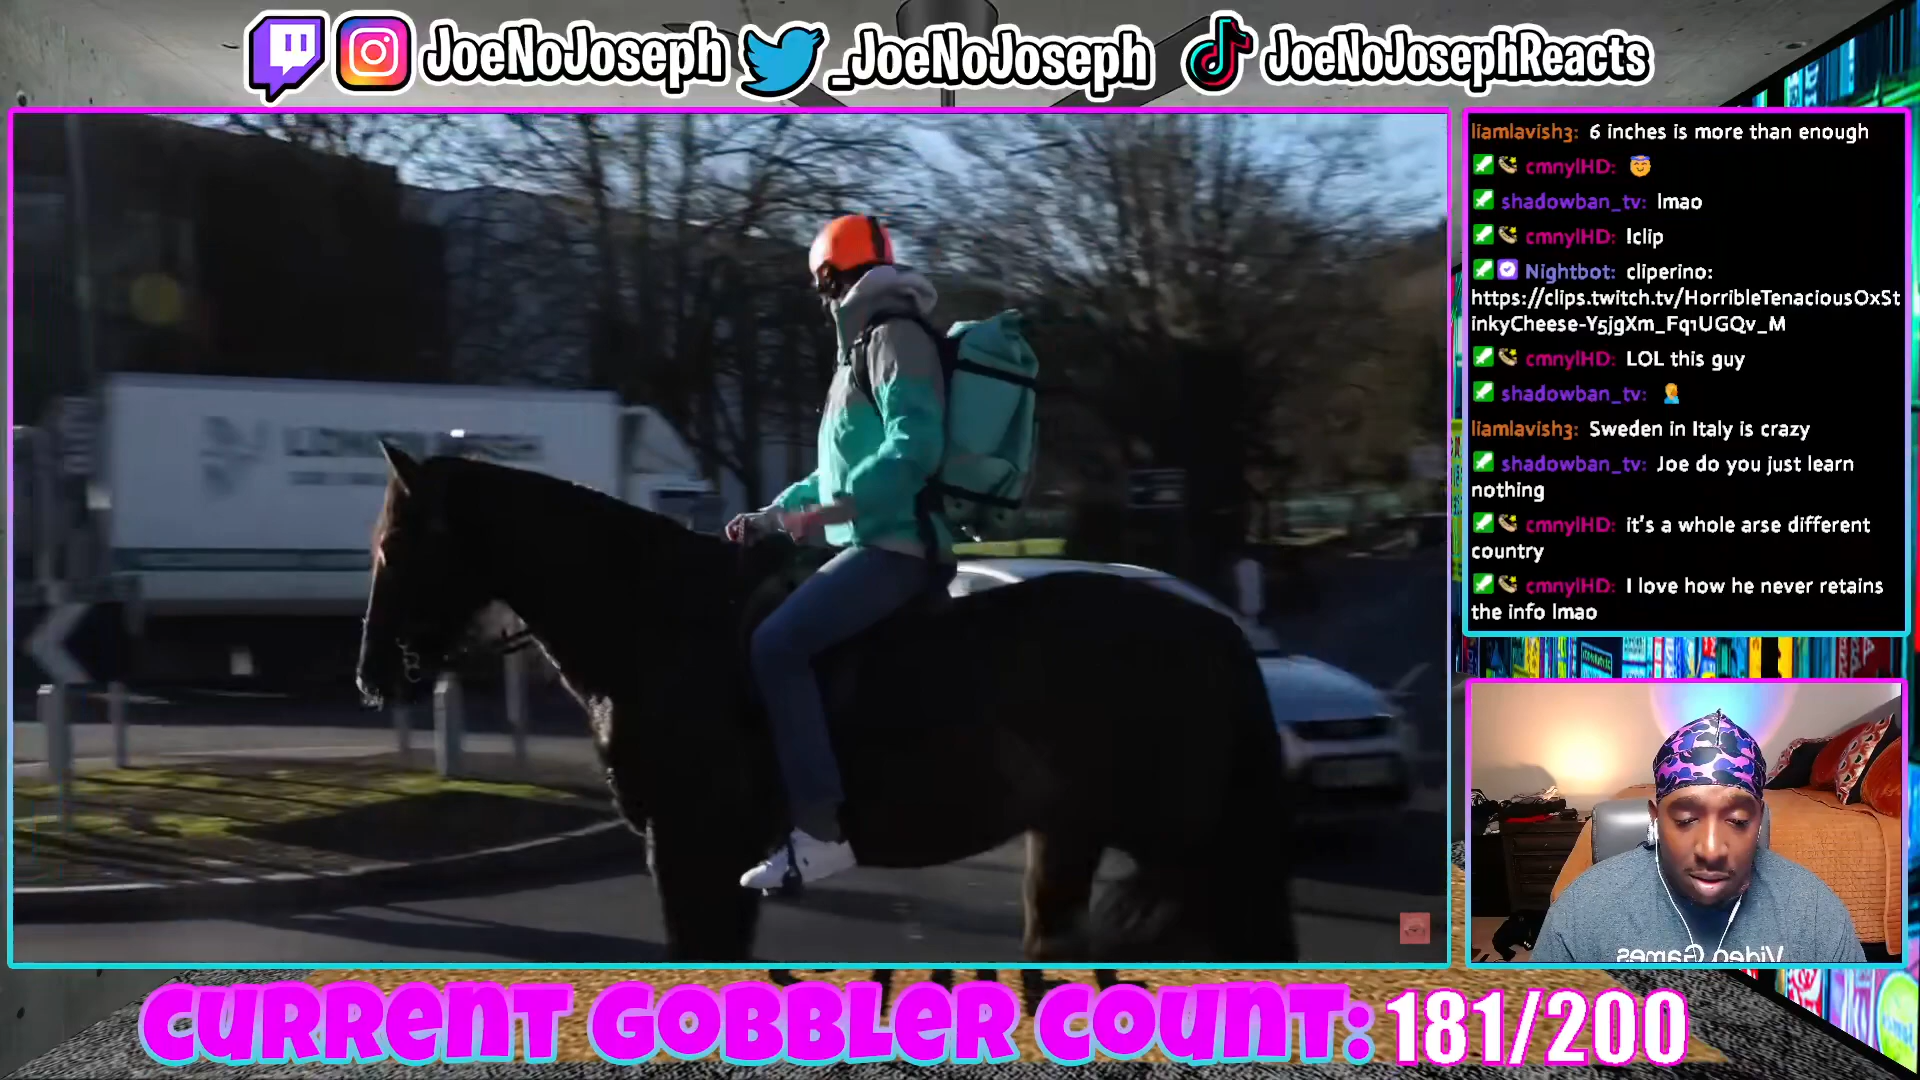 JoeNoJoseph
_JoeNoJoseph
JoeNoJosephReacts
liamlavish3: 6 inches is more than enough
cmnylHD:
shadowban_tv: lmao
cmnylHD: !clip
Nightbot: cliperino:
https://clips.twitch.tv/HorribleTenaciousOxSt
inkyCheese-Y5jgXm_Fq1UGQv_M
cmnylHD: LOL this guy
shadowban_tv:
liamlavish3: Sweden in Italy is crazy
shadowban_tv: Joe do you just learn
nothing
cmnylHD: it's a whole arse different
country
cmnylHD: I love how he never retains
the info lmao
Video Games
CURRENT GOBBLER COUNT: 181/200